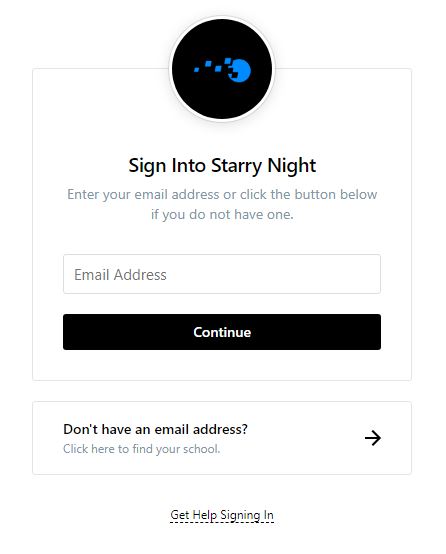 Sign Into Starry Night
Enter your email address or click the button below
if you do not have one.
Email Address
Continue
Don't have an email address?
Click here to find your school.
Get Help Signing In